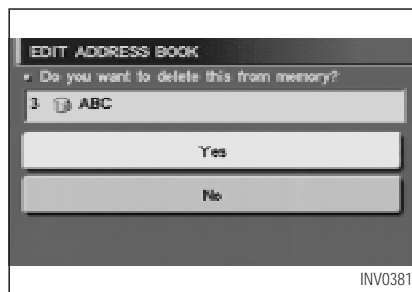 EDIT ADDRESS BOOK
Do you want to delete this from memory?
3 ABC
Yes
No
INV0381